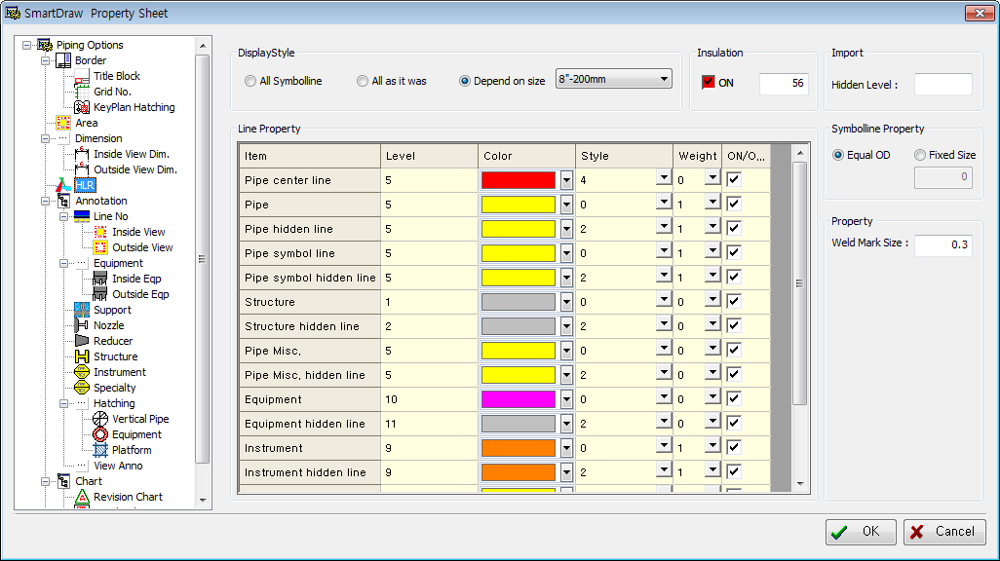 SmartDraw Property Sheet
Piping Options
Border
Title Block
Grid No.
KeyPlan Hatching
Area
Dimension
Inside View Dim.
Outside View Dim.
HLR
Annotation
Line No
Inside View
Outside View
Equipment
Inside Eqp
Outside Eqp
Support
Nozzle
Reducer
Structure
Instrument
Specialty
Hatching
Vertical Pipe
Equipment
Platform
View Anno
Chart
Revision Chart
DisplayStyle
All Symbolline
All as it was
Depend on size
8"-200mm
Insulation
ON
56
Import
Hidden Level :
Line Property
Item Level Color Style Weight ON/O...
Pipe center line 5 4 0
Pipe 5 0 1
Pipe hidden line 5 2 1
Pipe symbol line 5 0 1
Pipe symbol hidden line 5 2 1
Structure 1 0 0
Structure hidden line 2 2 0
Pipe Misc. 5 0 0
Pipe Misc. hidden line 5 2 0
Equipment 10 0 0
Equipment hidden line 11 2 0
Instrument 9 0 1
Instrument hidden line 9 2 1
Symbolline Property
Equal OD
Fixed Size
0
Property
Weld Mark Size :
0.3
OK
Cancel